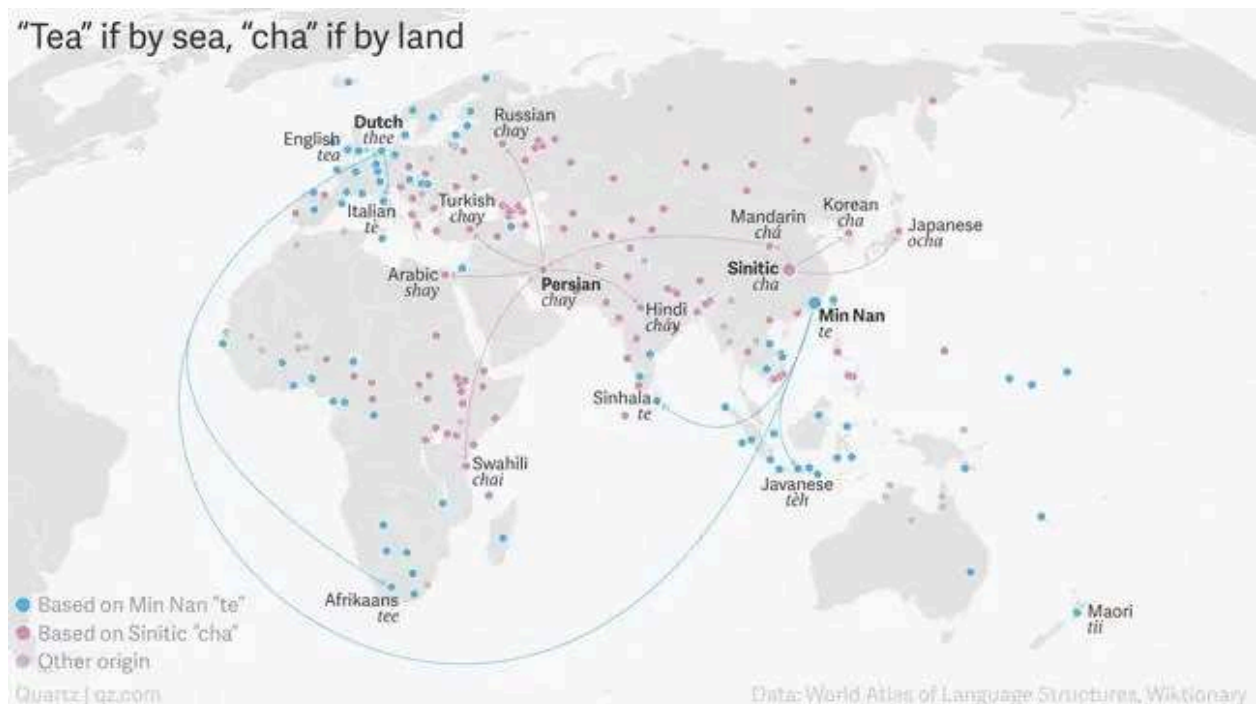 “Tea” if by sea, “cha” if by land
Dutch
thee
English
tea
Russian
chay
Italian
tè
Turkish
chay
Arabic
shay
Persian
chay
Hindi
cháy
Mandarin
chá
Korean
cha
Japanese
ocha
Sinitic
cha
Min Nan
te
Sinhala
te
Swahili
chai
Javanese
tèh
Afrikaans
tee
Maori
tii
Based on Min Nan “te”
Based on Sinitic “cha”
Other origin
Quartz | qz.com
Data: World Atlas of Language Structures, Wiktionary